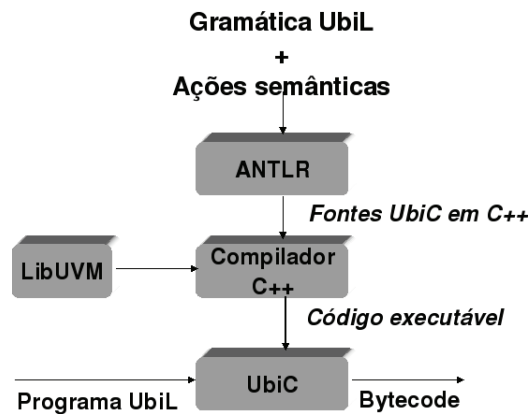 Gramática UbiL
+
Ações semânticas
ANTLR
Fontes UbiC em C++
LibUVM
Compilador
C++
Código executável
UbiC
Programa UbiL
Bytecode